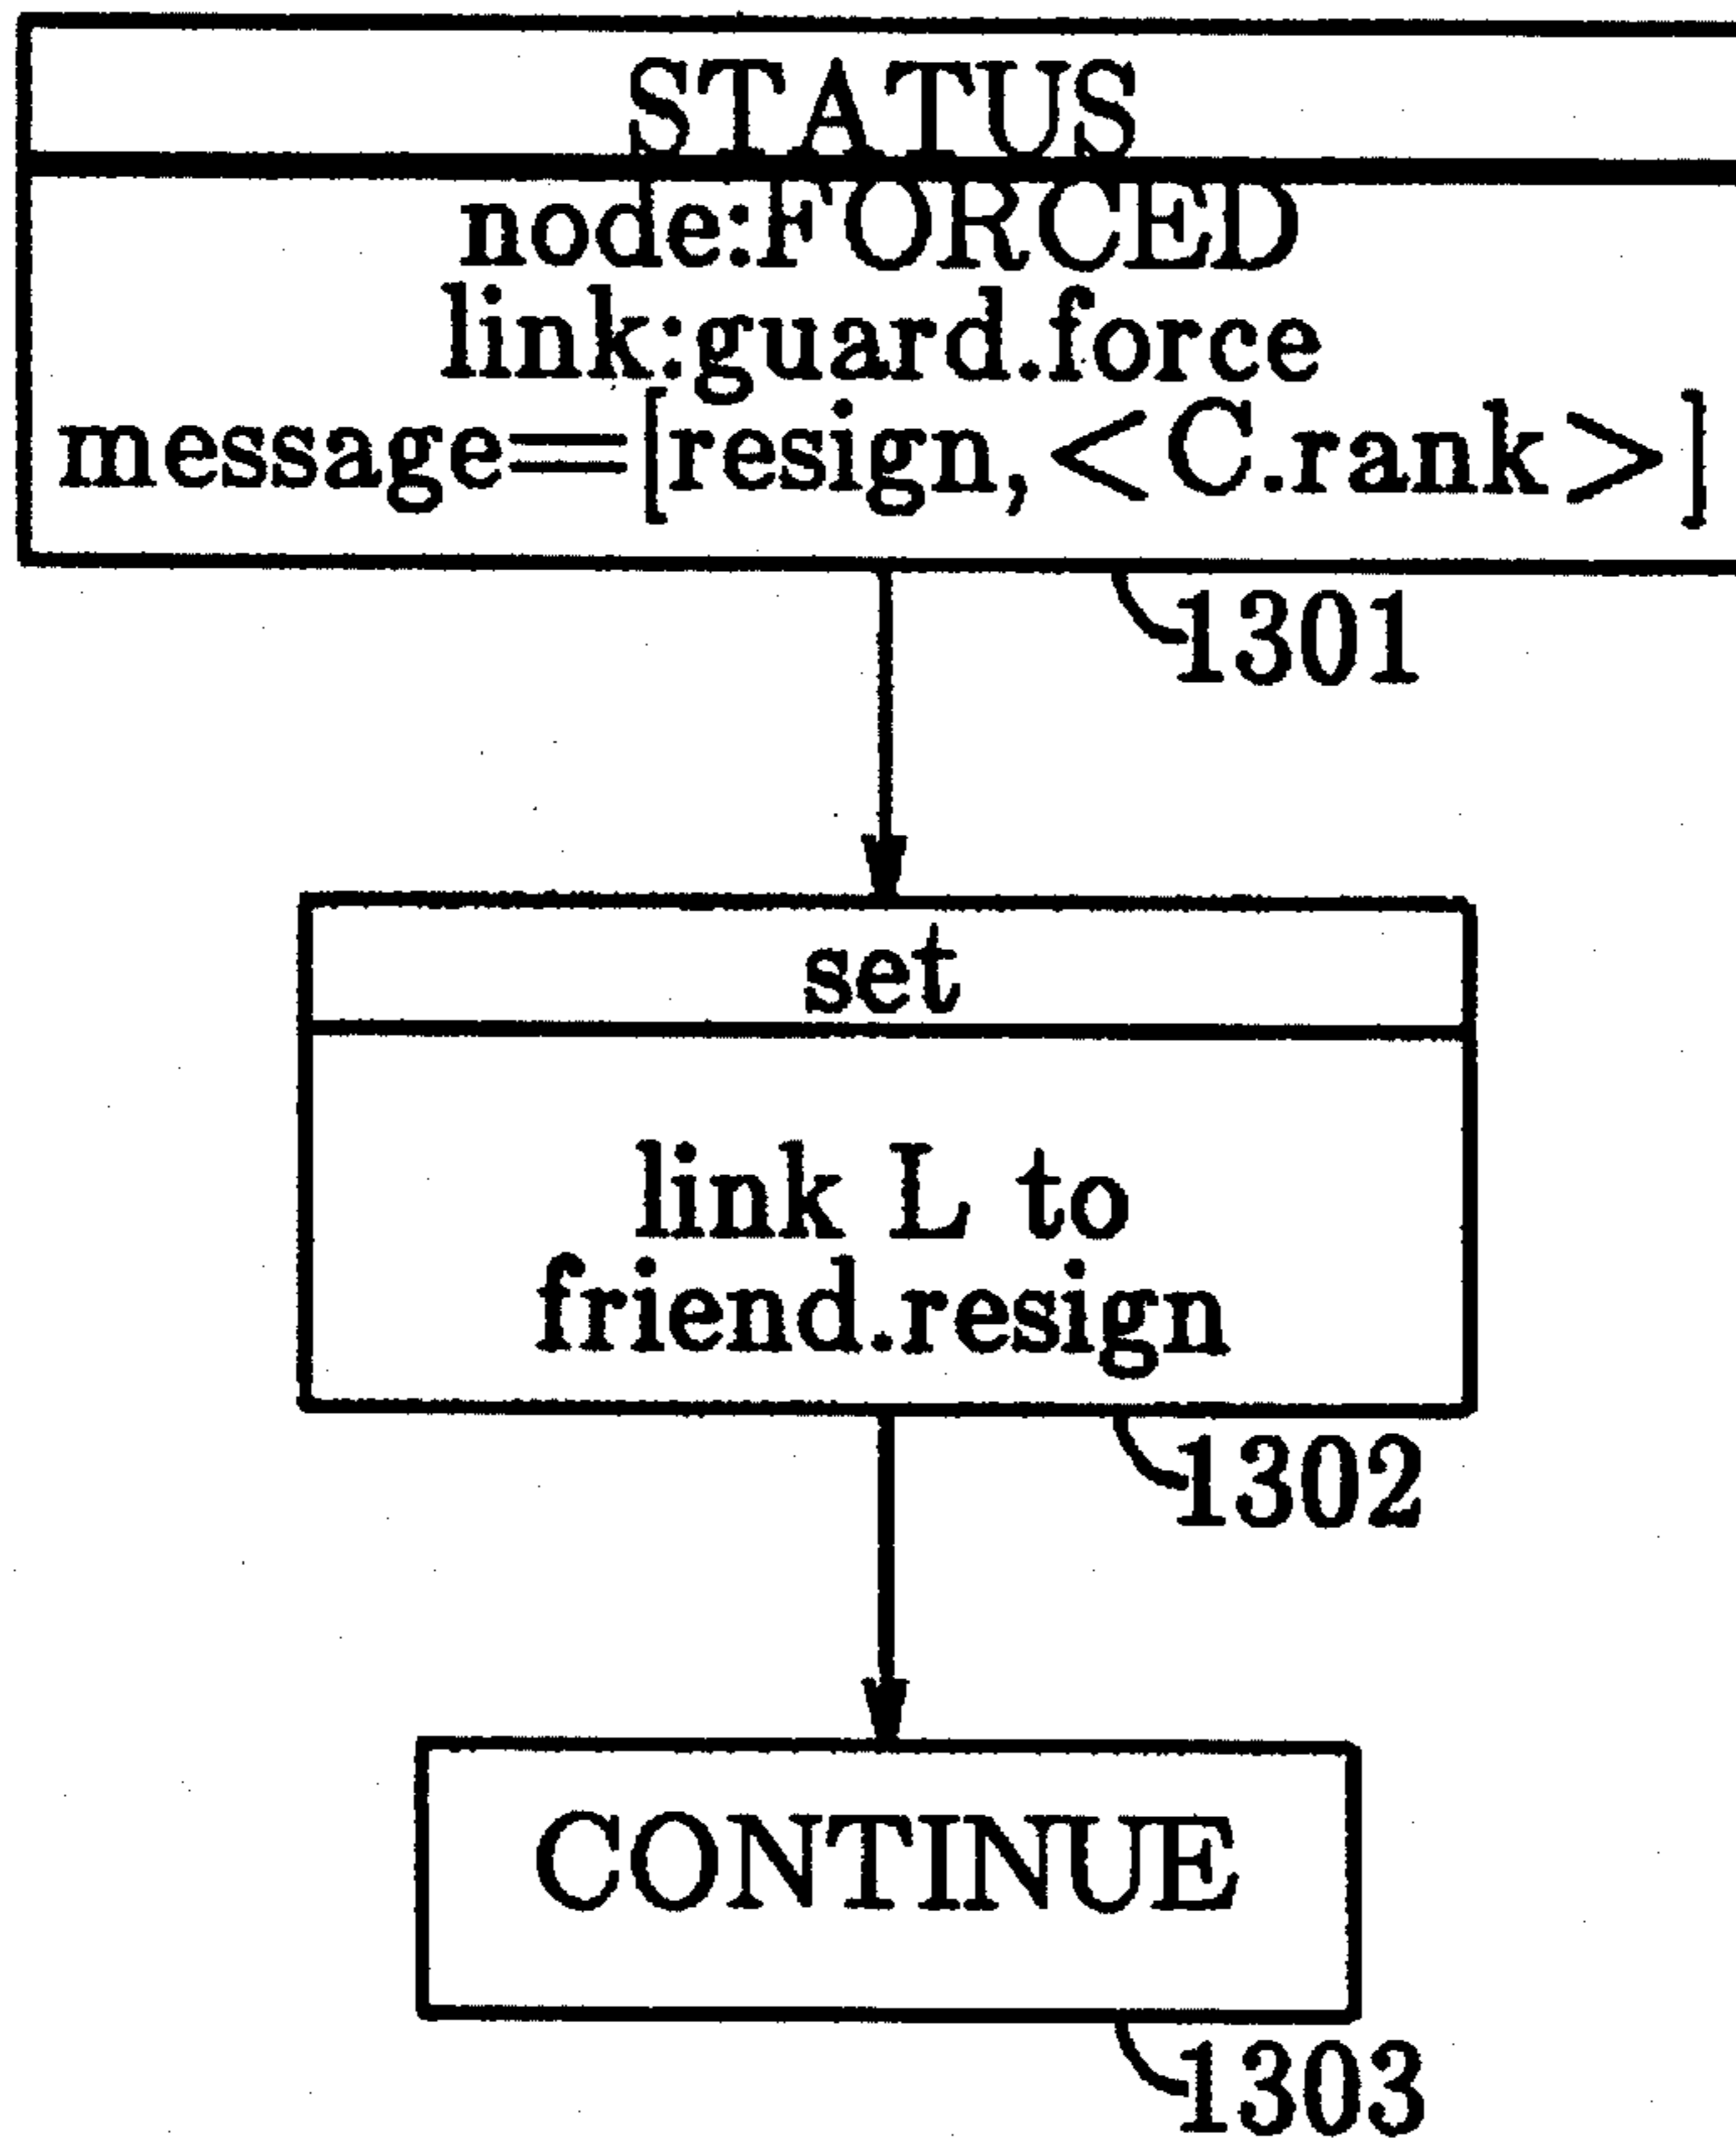 STATUS
node:FORCED
link:guard.force
message=[resign,<C.rank>]
1301
set
link L to
friend.resign
1302
CONTINUE
1303